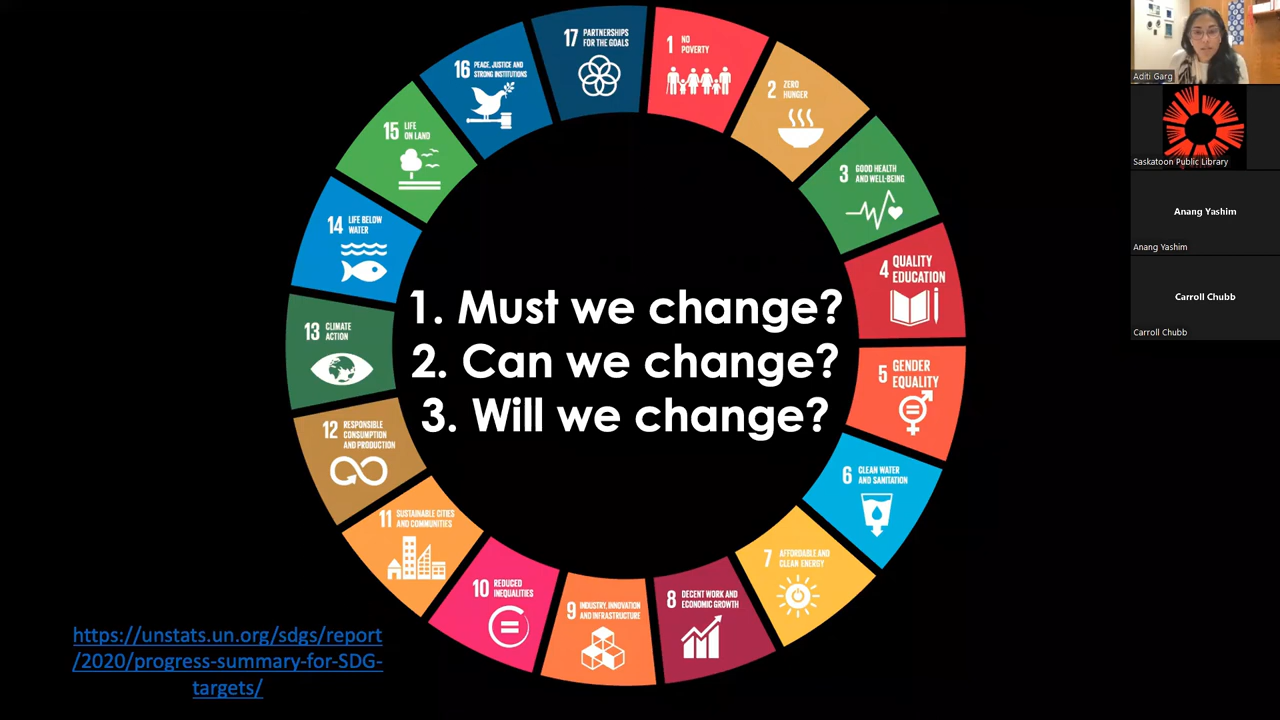 17 PARTNERSHIPS
FOR THE GOALS
1 NO
POVERTY
2 ZERO
HUNGER
3 GOOD HEALTH
AND WELL-BEING
4 QUALITY
EDUCATION
5 GENDER
EQUALITY
6 CLEAN WATER
AND SANITATION
7 AFFORDABLE AND
CLEAN ENERGY
8 DECENT WORK AND
ECONOMIC GROWTH
9 INDUSTRY, INNOVATION
AND INFRASTRUCTURE
10 REDUCED
INEQUALITIES
11 SUSTAINABLE CITIES
AND COMMUNITIES
12 RESPONSIBLE
CONSUMPTION
AND PRODUCTION
13 CLIMATE
ACTION
14 LIFE BELOW
WATER
15 LIFE
ON LAND
16 PEACE, JUSTICE AND
STRONG INSTITUTIONS
1. Must we change?
2. Can we change?
3. Will we change?
https://unstats.un.org/sdgs/report
/2020/progress-summary-for-SDG-
targets/
Aditi Garg
Saskatoon Public Library
Anang Yashim
Anang Yashim
Carroll Chubb
Carroll Chubb